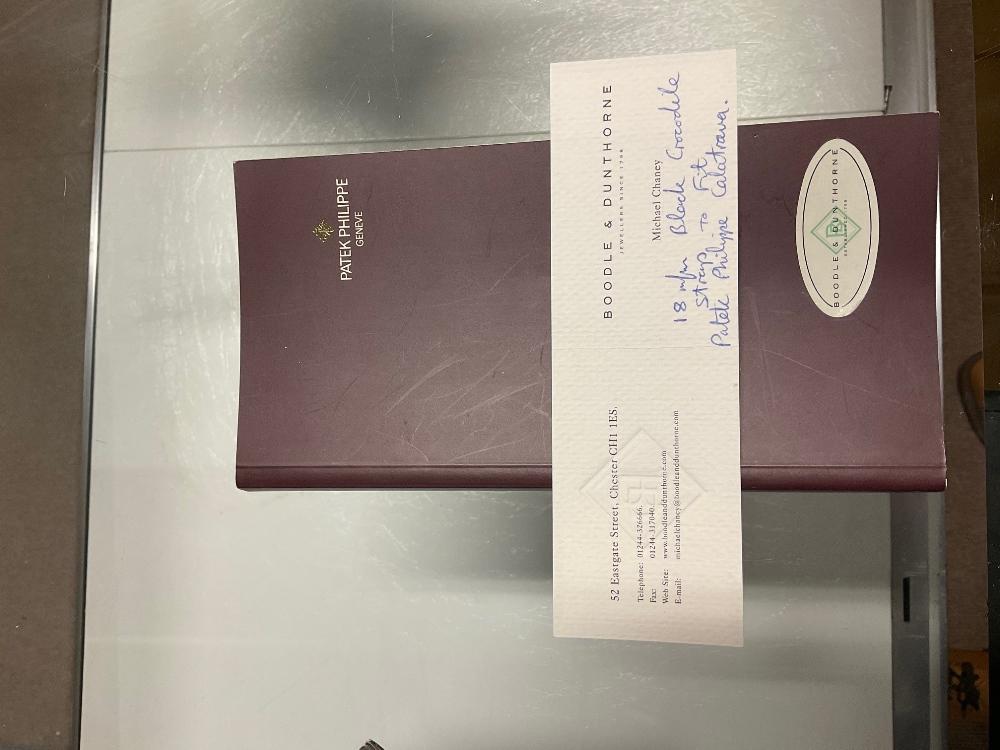 PATEK PHILIPPE
GENEVE
BOODLE & DUNTHORNE
JEWELLERS SINCE 1798
Michael Chaney
18 m/m Black Crocodile
Strap to Fit
Patek Philippe Calatrava.
52 Eastgate Street, Chester CH1 1ES.
Telephone: 01244-326666.
Fax: 01244-317040.
Web Site: www.boodleanddunthorne.com
E-mail: michaelchaney@boodleanddunthorne.com
BOODLE & DUNTHORNE